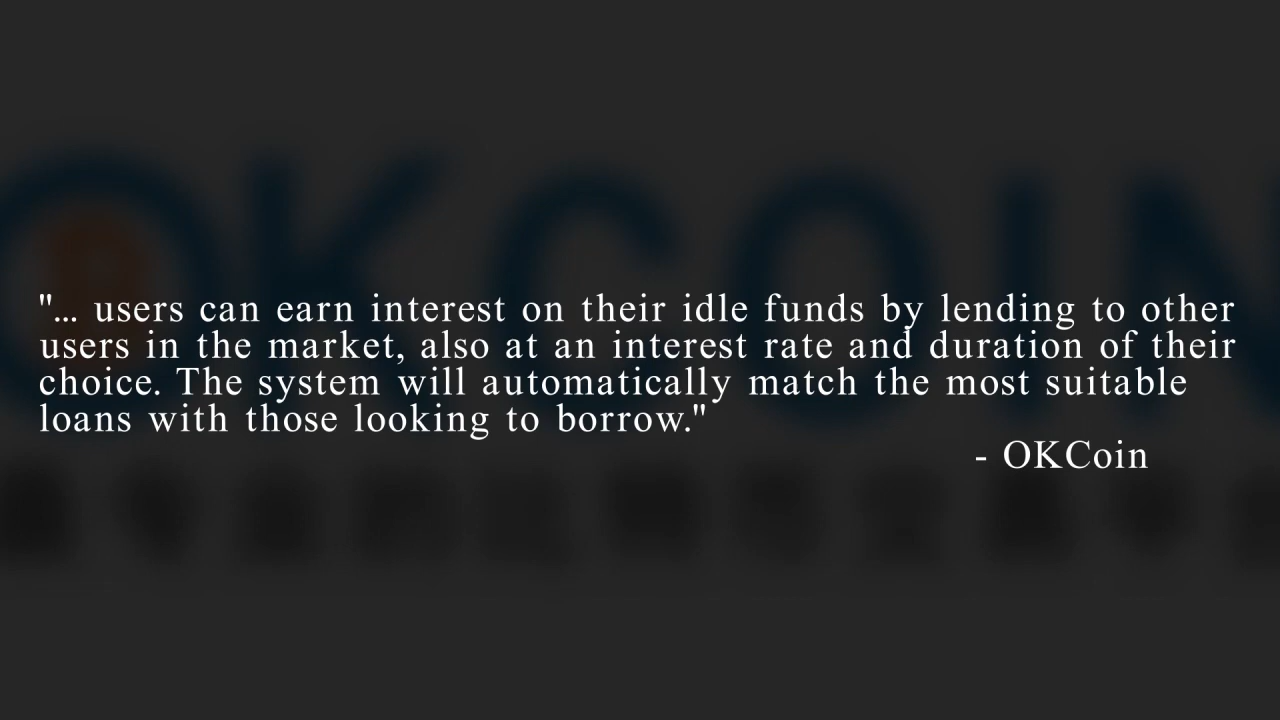 OKCOIN
"... users can earn interest on their idle funds by lending to other
users in the market, also at an interest rate and duration of their
choice. The system will automatically match the most suitable
loans with those looking to borrow."
- OKCoin